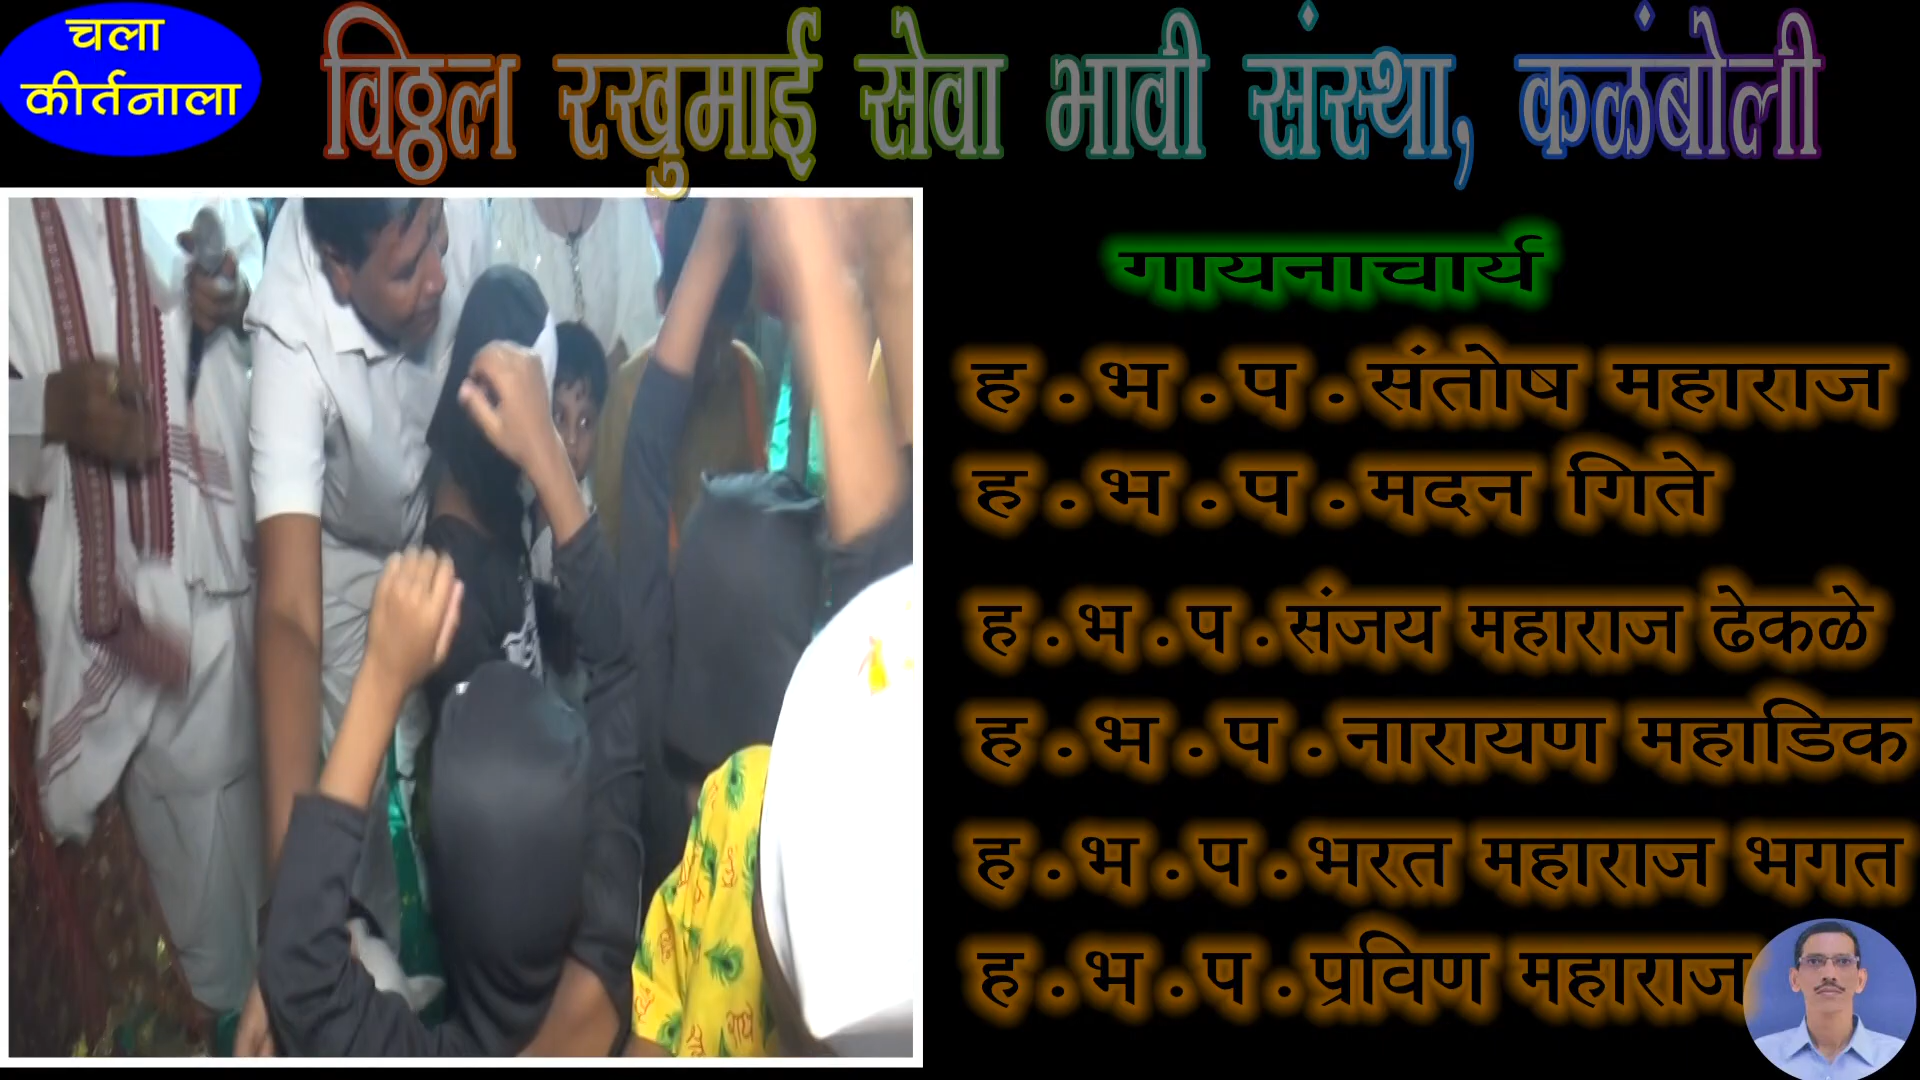 चला
कीर्तनाला
विठ्ठल रखुमाई सेवा भावी संस्था, कळंबोली
गायनाचार्य
ह.भ.प.संतोष महाराज
ह.भ.प.मदन गिते
ह.भ.प.संजय महाराज ढेकळे
ह.भ.प.नारायण महाडिक
ह.भ.प.भरत महाराज भगत
ह.भ.प.प्रविण महाराज